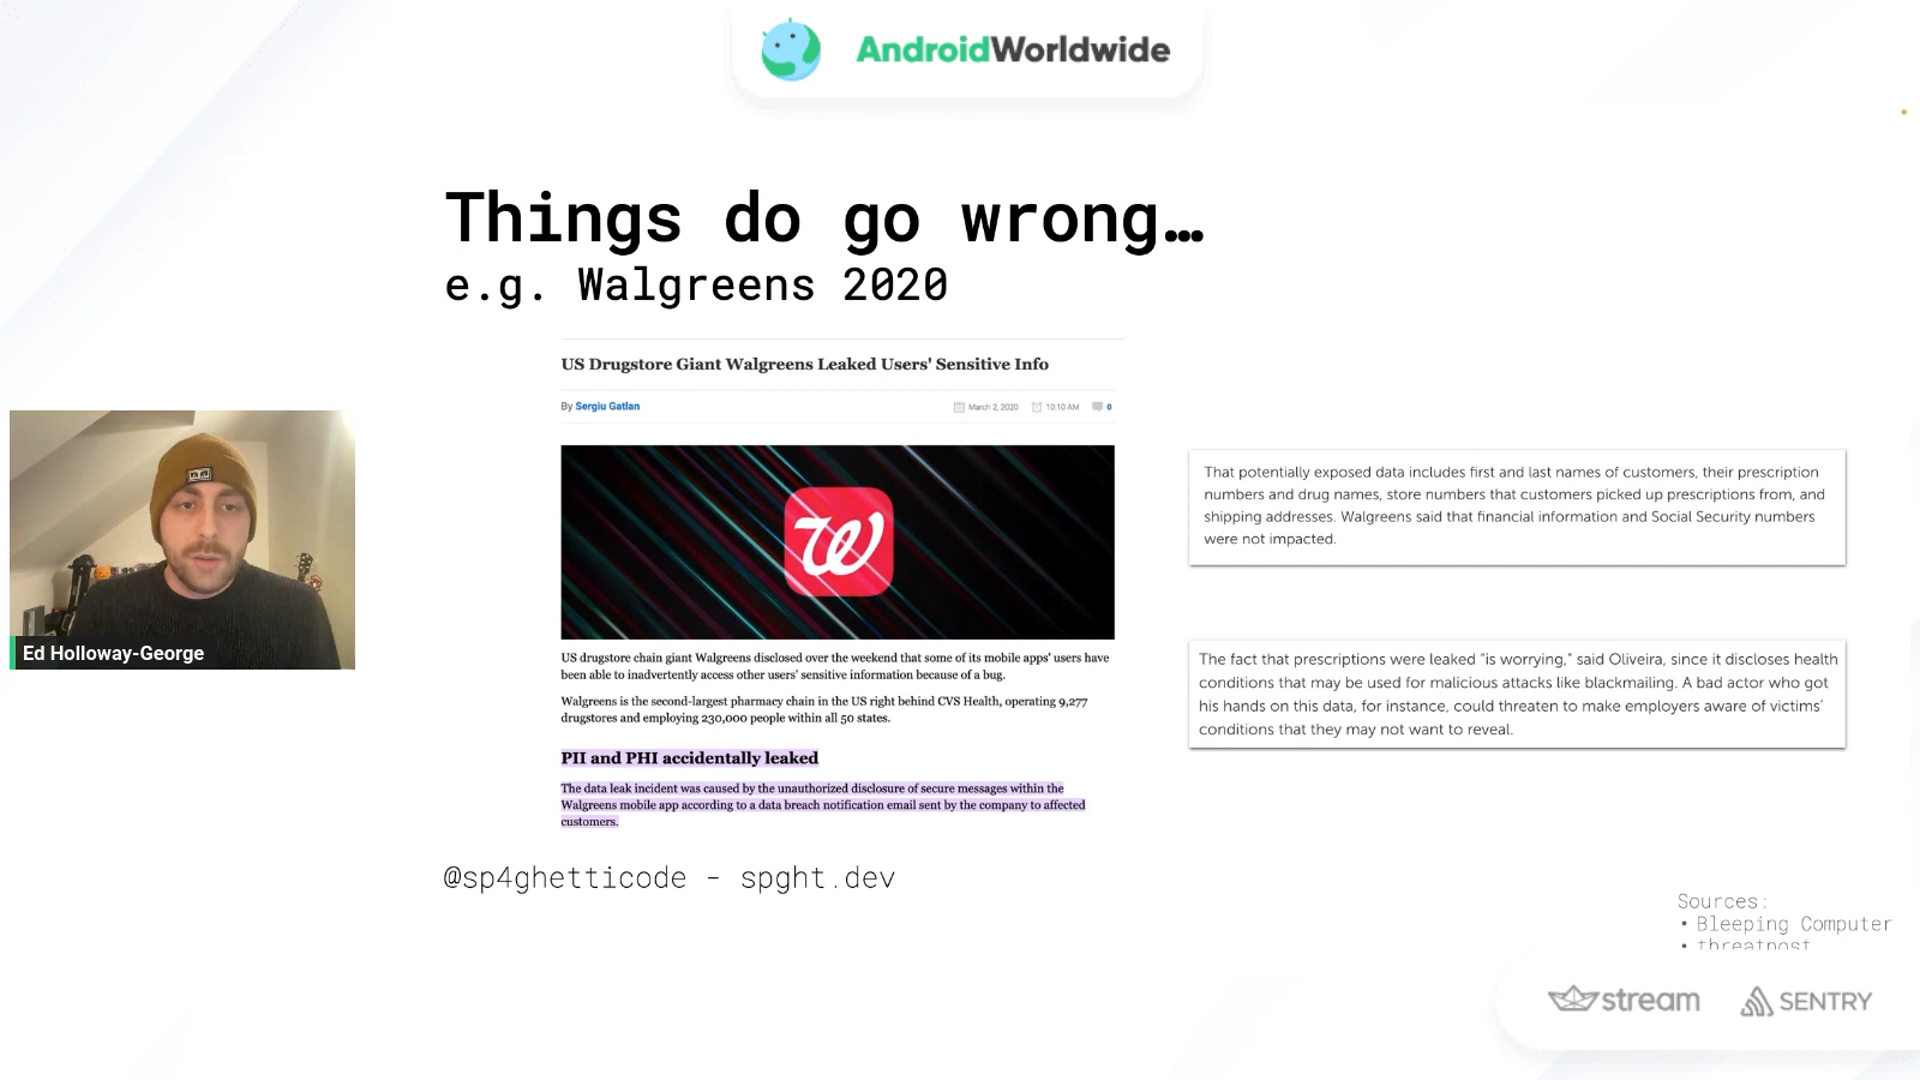 AndroidWorldwide
Things do go wrong…
e.g. Walgreens 2020
US Drugstore Giant Walgreens Leaked Users' Sensitive Info
By Sergiu Gatlan
March 2, 2020 10:10 AM 0
US drugstore chain giant Walgreens disclosed over the weekend that some of its mobile apps' users have
been able to inadvertently access other users' sensitive information because of a bug.
Walgreens is the second-largest pharmacy chain in the US right behind CVS Health, operating 9,277
drugstores and employing 230,000 people within all 50 states.
PII and PHI accidentally leaked
The data leak incident was caused by the unauthorized disclosure of secure messages within the
Walgreens mobile app according to a data breach notification email sent by the company to affected
customers.
That potentially exposed data includes first and last names of customers, their prescription
numbers and drug names, store numbers that customers picked up prescriptions from, and
shipping addresses. Walgreens said that financial information and Social Security numbers
were not impacted.
The fact that prescriptions were leaked “is worrying,” said Oliveira, since it discloses health
conditions that may be used for malicious attacks like blackmailing. A bad actor who got
his hands on this data, for instance, could threaten to make employers aware of victims’
conditions that they may not want to reveal.
Ed Holloway-George
@sp4ghetticode - spght.dev
Sources:
• Bleeping Computer
• threatpost
stream
SENTRY